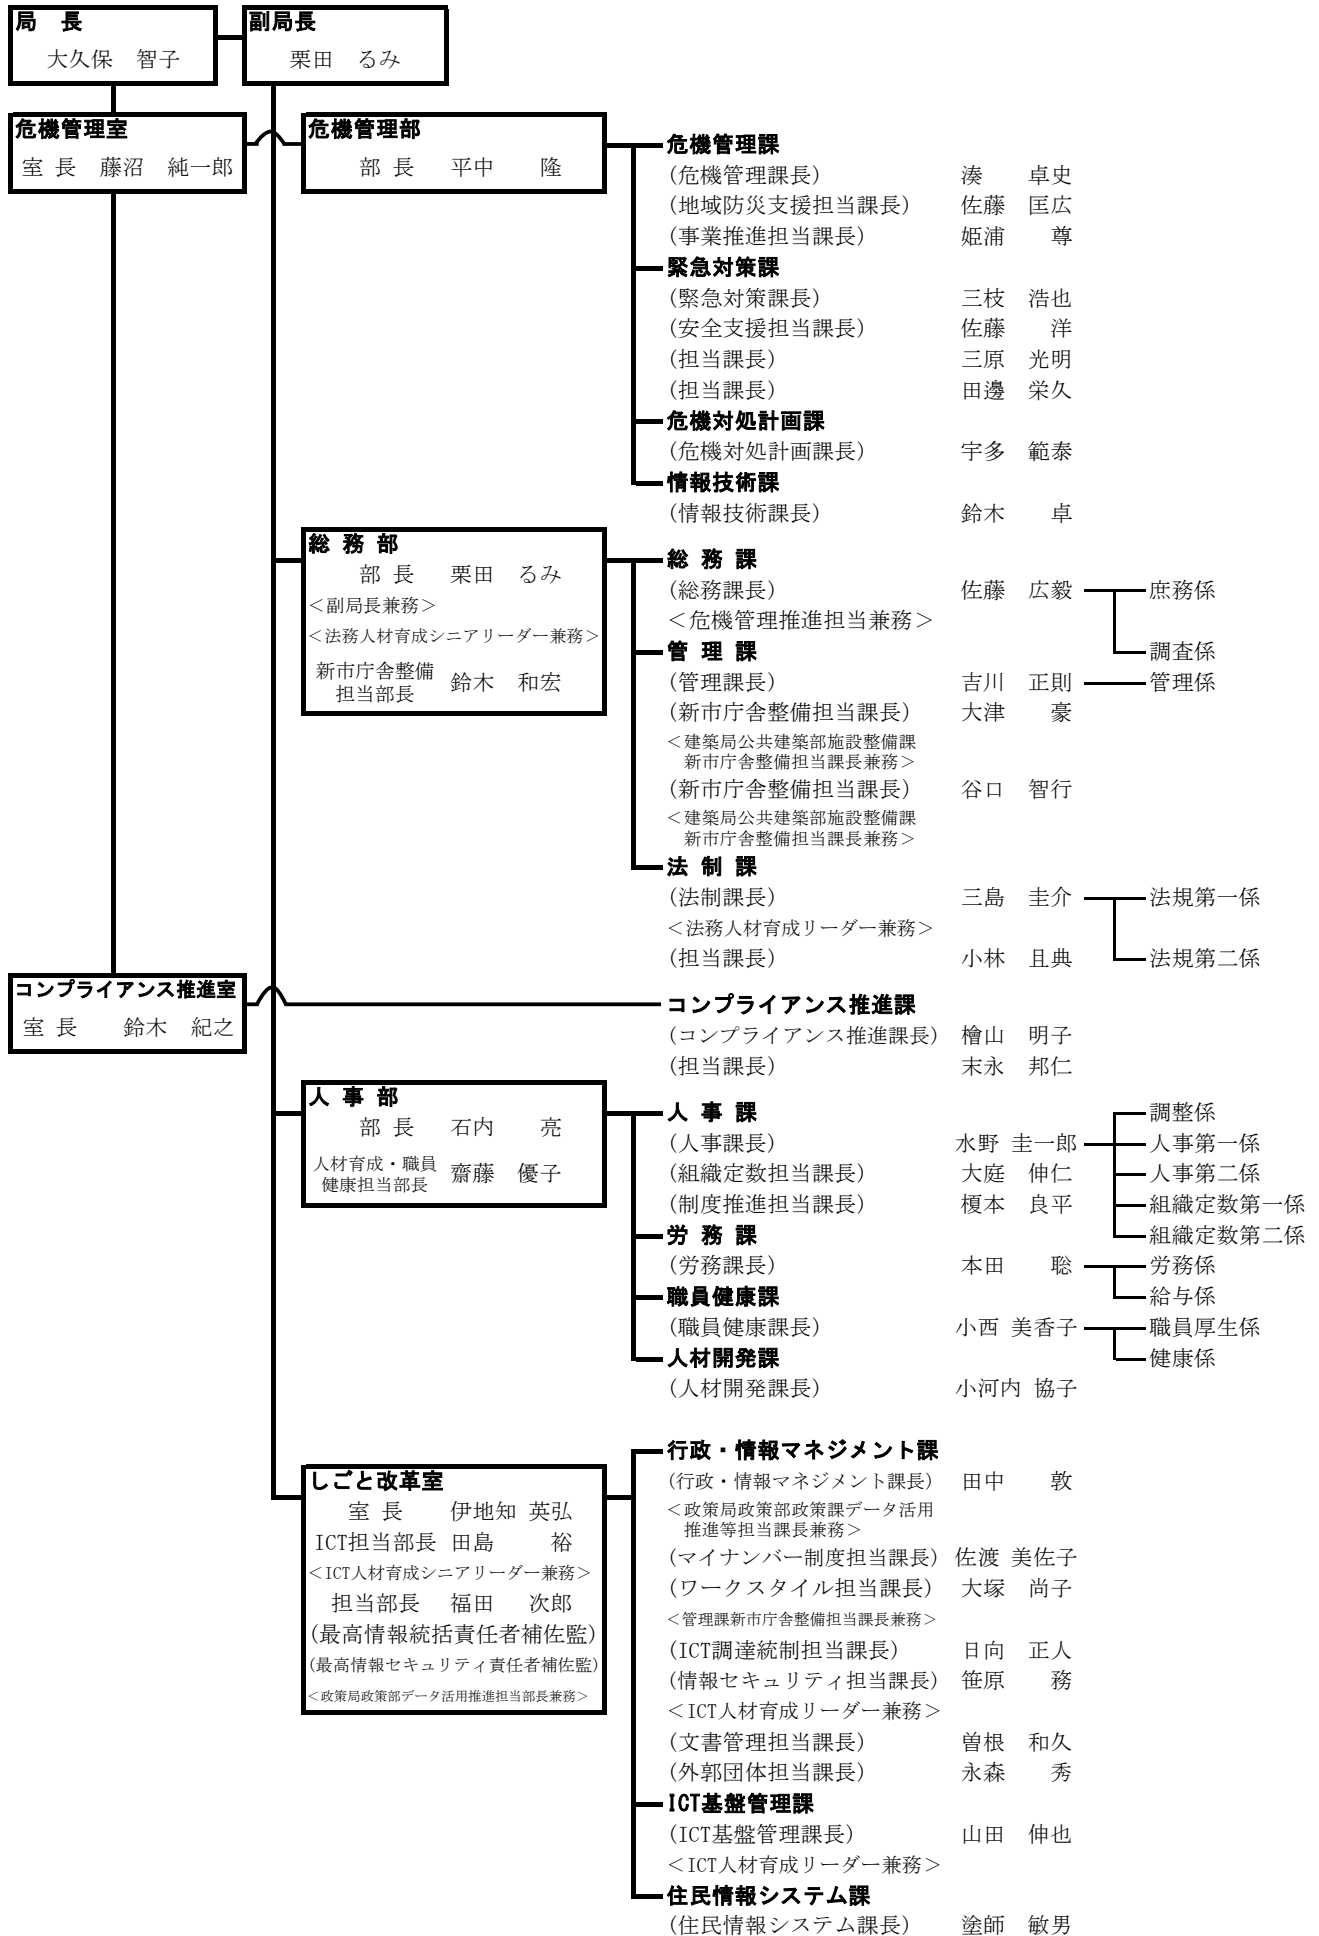 局　長
大久保　智子
副局長
栗田　るみ
危機管理室
室 長　藤沼　純一郎
危機管理部
部 長　平中　　隆
危機管理課
(危機管理課長)　湊　　卓史
(地域防災支援担当課長)　佐藤　匡広
(事業推進担当課長)　姫浦　　尊
緊急対策課
(緊急対策課長)　三枝　浩也
(安全支援担当課長)　佐藤　　洋
(担当課長)　三原　光明
(担当課長)　田邊　栄久
危機対処計画課
(危機対処計画課長)　宇多　範泰
情報技術課
(情報技術課長)　鈴木　　卓
総 務 部
部 長　栗田　るみ
＜副局長兼務＞
＜法務人材育成シニアリーダー兼務＞
新市庁舎整備
担当部長　鈴木　和宏
総 務 課
(総務課長)　佐藤　広毅　庶務係
＜危機管理推進担当兼務＞
調査係
管 理 課
(管理課長)　吉川　正則　管理係
(新市庁舎整備担当課長)　大津　　豪
＜建築局公共建築部施設整備課
新市庁舎整備担当課長兼務＞
(新市庁舎整備担当課長)　谷口　智行
＜建築局公共建築部施設整備課
新市庁舎整備担当課長兼務＞
法 制 課
(法制課長)　三島　圭介　法規第一係
＜法務人材育成リーダー兼務＞
(担当課長)　小林　且典　法規第二係
コンプライアンス推進室
室 長　鈴木　紀之
コンプライアンス推進課
(コンプライアンス推進課長)　檜山　明子
(担当課長)　末永　邦仁
人 事 部
部 長　石内　　亮
人材育成・職員
健康担当部長　齋藤　優子
人 事 課　調整係
(人事課長)　水野 圭一郎　人事第一係
(組織定数担当課長)　大庭　伸仁　人事第二係
(制度推進担当課長)　榎本　良平　組織定数第一係
労 務 課　組織定数第二係
(労務課長)　本田　　聡　労務係
職員健康課　給与係
(職員健康課長)　小西 美香子　職員厚生係
人材開発課　健康係
(人材開発課長)　小河内 協子
しごと改革室
室 長　伊地知 英弘
ICT担当部長　田島　　裕
＜ICT人材育成シニアリーダー兼務＞
担当部長　福田　次郎
(最高情報統括責任者補佐監)
(最高情報セキュリティ責任者補佐監)
＜政策局政策部データ活用推進担当部長兼務＞
行政・情報マネジメント課
(行政・情報マネジメント課長)　田中　　敦
＜政策局政策部政策課データ活用
推進等担当課長兼務＞
(マイナンバー制度担当課長)　佐渡 美佐子
(ワークスタイル担当課長)　大塚　尚子
＜管理課新市庁舎整備担当課長兼務＞
(ICT調達統制担当課長)　日向　正人
(情報セキュリティ担当課長)　笹原　　務
＜ICT人材育成リーダー兼務＞
(文書管理担当課長)　曽根　和久
(外郭団体担当課長)　永森　　秀
ICT基盤管理課
(ICT基盤管理課長)　山田　伸也
＜ICT人材育成リーダー兼務＞
住民情報システム課
(住民情報システム課長)　塗師　敏男